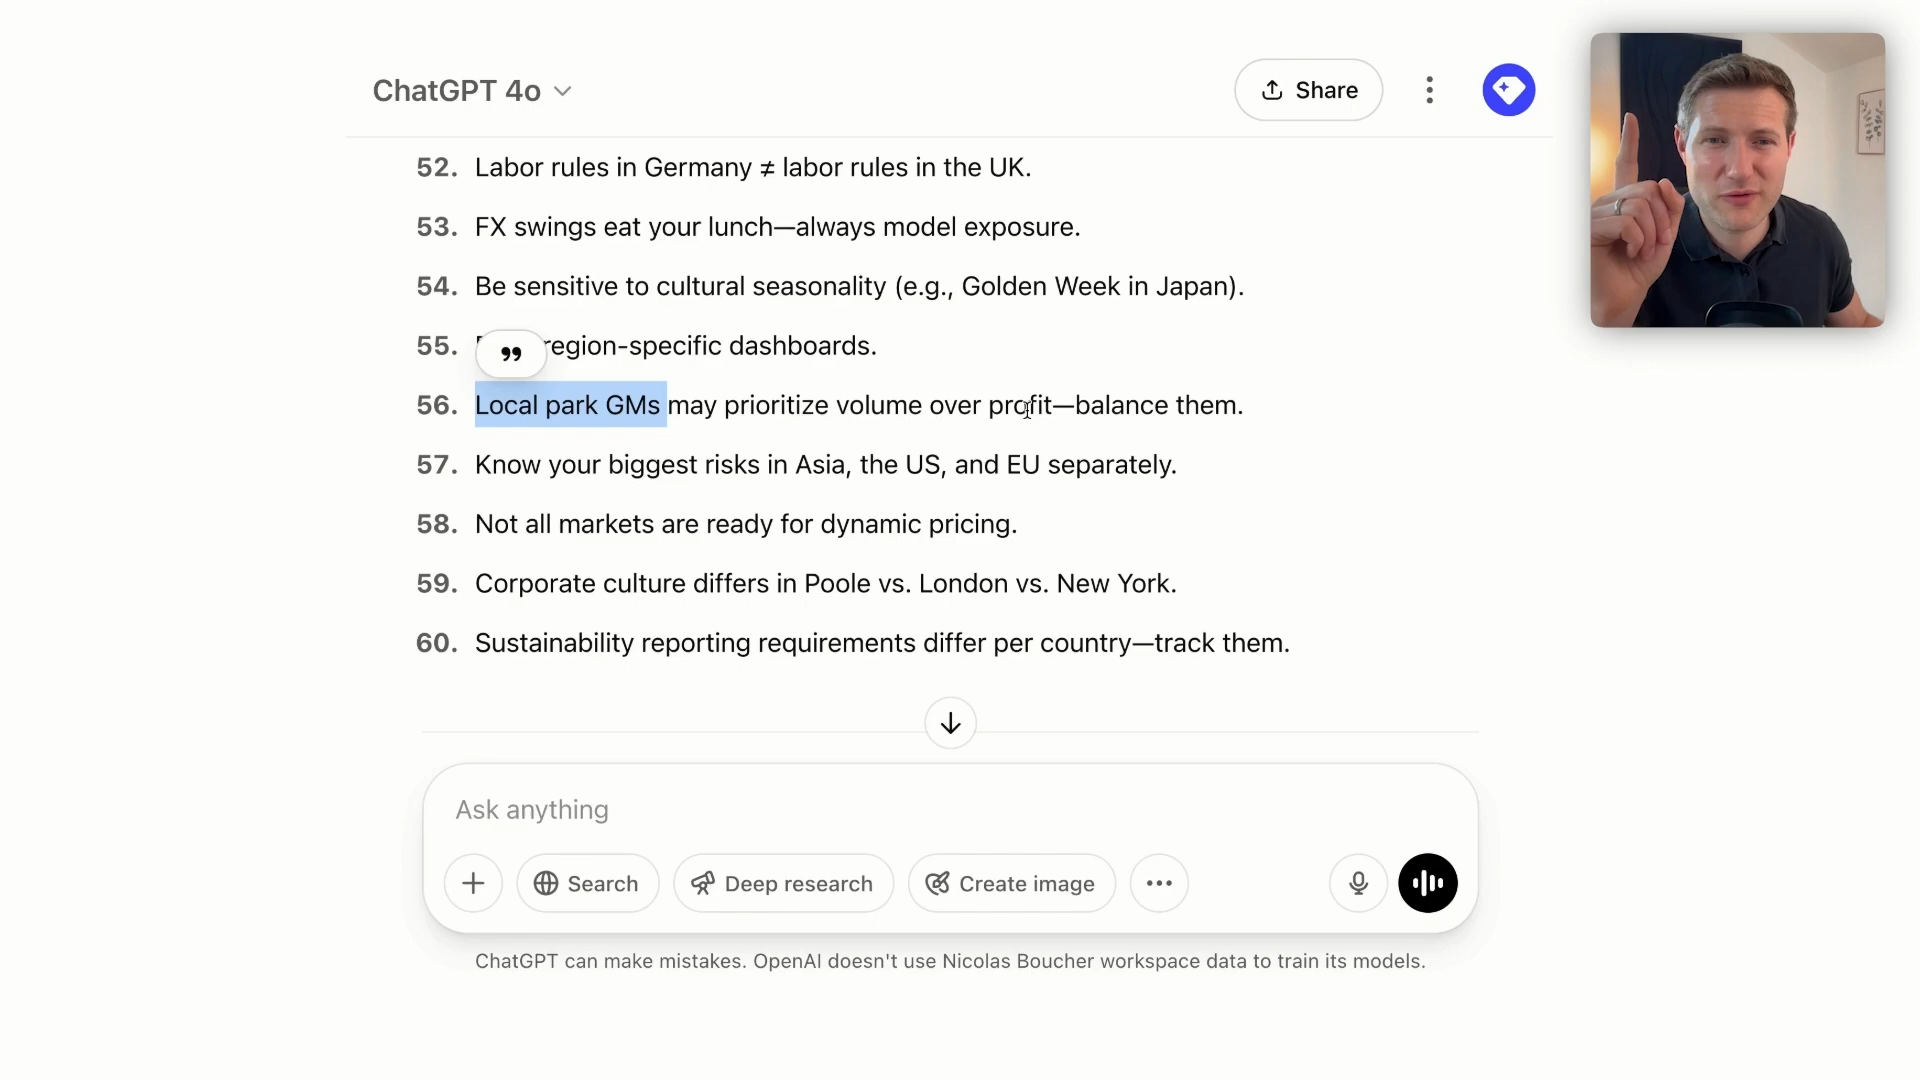 ChatGPT 4o
Share
52. Labor rules in Germany ≠ labor rules in the UK.
53. FX swings eat your lunch—always model exposure.
54. Be sensitive to cultural seasonality (e.g., Golden Week in Japan).
55. region-specific dashboards.
56. Local park GMs may prioritize volume over profit—balance them.
57. Know your biggest risks in Asia, the US, and EU separately.
58. Not all markets are ready for dynamic pricing.
59. Corporate culture differs in Poole vs. London vs. New York.
60. Sustainability reporting requirements differ per country—track them.
Ask anything
Search Deep research Create image
ChatGPT can make mistakes. OpenAI doesn't use Nicolas Boucher workspace data to train its models.